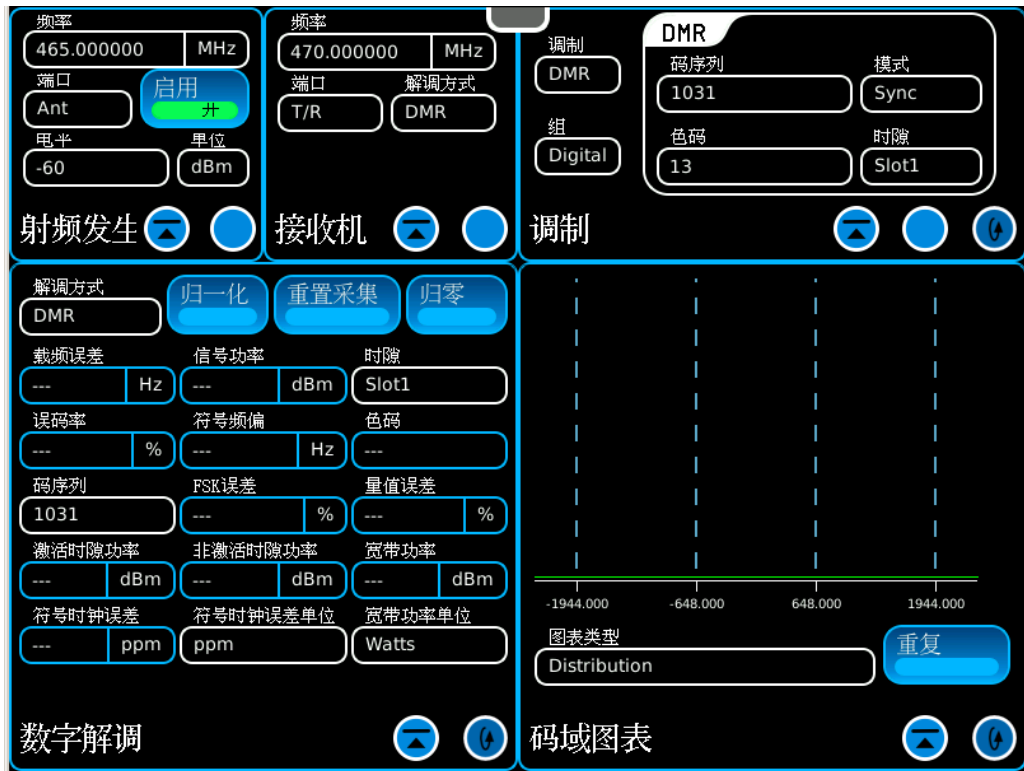 频率
465.000000 MHz
端口
Ant
启用
开
电平 单位
-60 dBm
射频发生
频率
470.000000 MHz
端口 解调方式
T/R DMR
接收机
调制
DMR
组
Digital
DMR
码序列 模式
1031 Sync
色码 时隙
13 Slot1
调制
解调方式
DMR
归一化 重置采集 归零
载频误差 信号功率 时隙
--- Hz --- dBm Slot1
误码率 符号频偏 色码
--- % --- Hz ---
码序列 FSK误差 量值误差
1031 --- % --- %
激活时隙功率 非激活时隙功率 宽带功率
--- dBm --- dBm --- dBm
符号时钟误差 符号时钟误差单位 宽带功率单位
--- ppm ppm Watts
数字解调
-1944.000 -648.000 648.000 1944.000
图表类型
Distribution
重复
码域图表